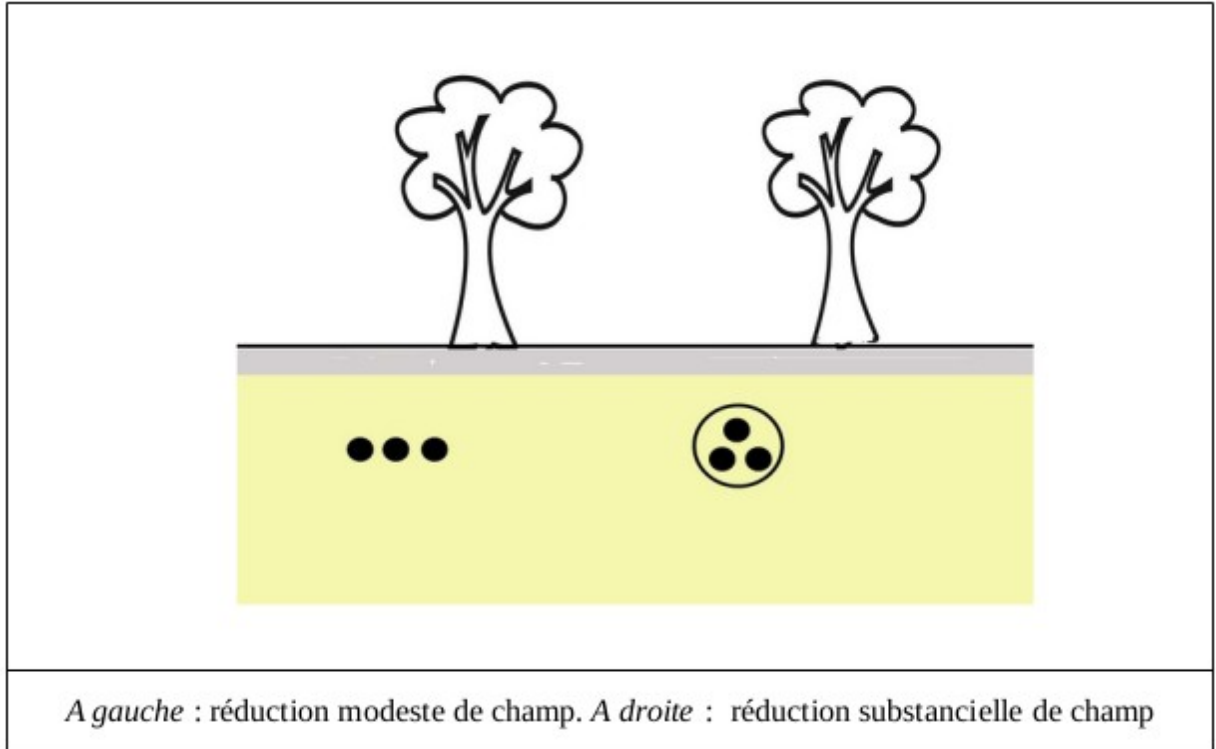 A gauche : réduction modeste de champ. A droite : réduction substancielle de champ